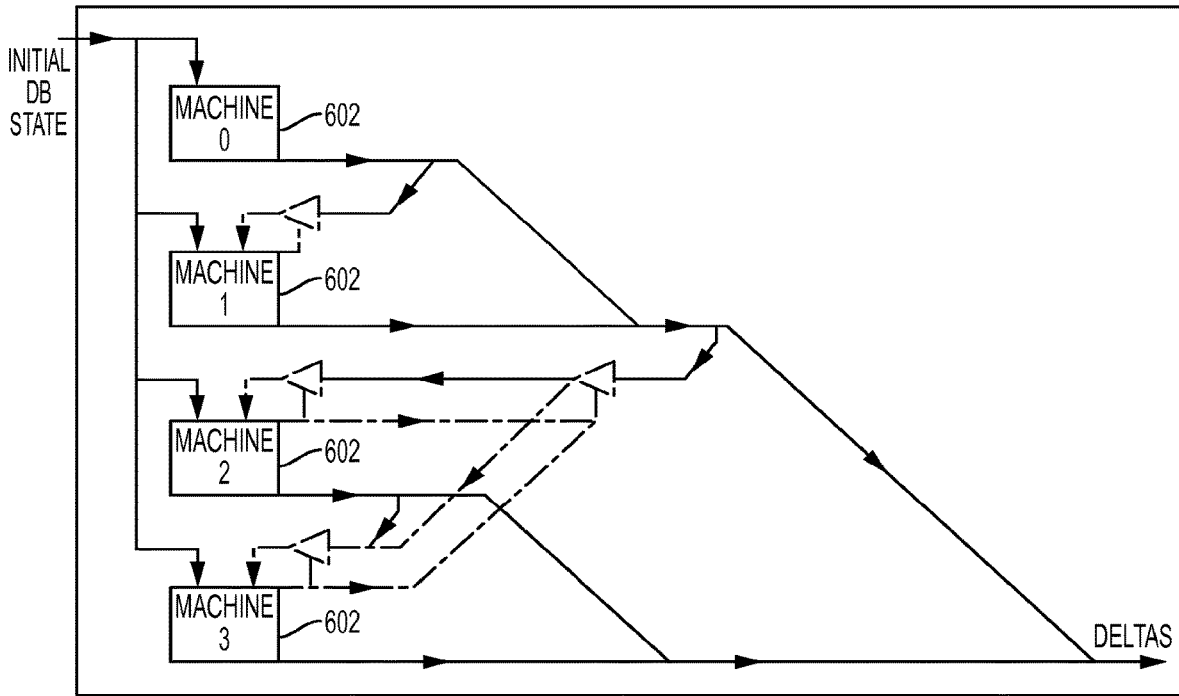 INITIAL
DB
STATE
MACHINE
0
602
MACHINE
1
602
MACHINE
2
602
MACHINE
3
602
DELTAS